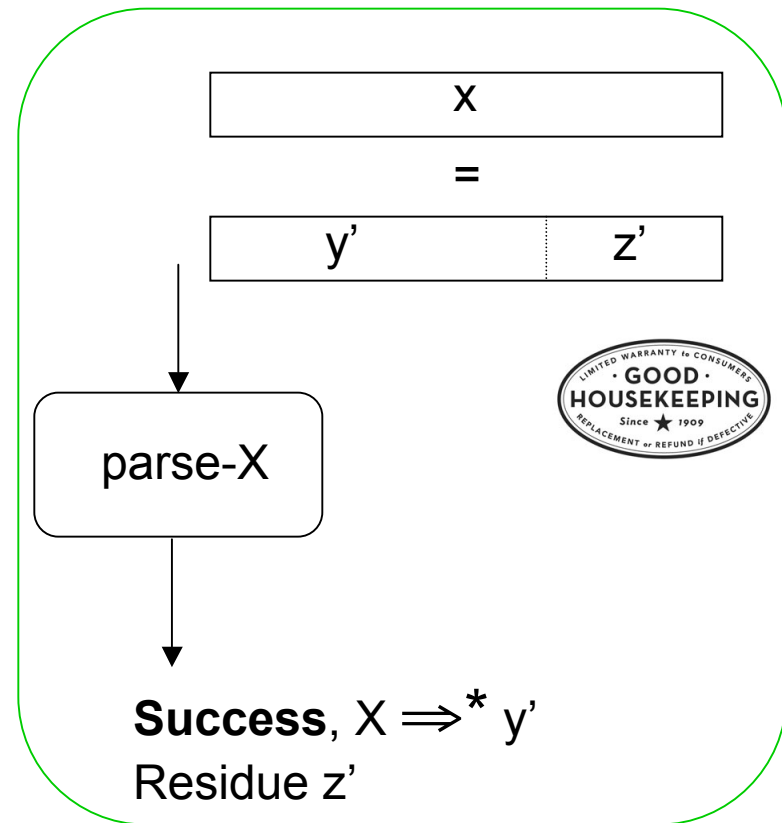 x
=
y’ z’
LIMITED WARRANTY to CONSUMERS
· GOOD ·
HOUSEKEEPING
Since ★ 1909
REPLACEMENT or REFUND if DEFECTIVE
parse-X
Success, X ⇒* y’
Residue z’